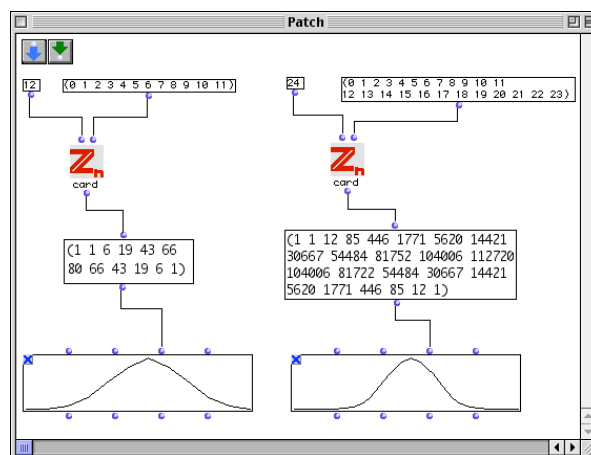 Patch
12
(0 1 2 3 4 5 6 7 8 9 10 11)
24
(0 1 2 3 4 5 6 7 8 9 10 11
12 13 14 15 16 17 18 19 20 21 22 23)
Zn
card
Zn
card
(1 1 6 19 43 66
80 66 43 19 6 1)
(1 1 12 85 446 1771 5620 14421
30667 54484 81752 104006 112720
104006 81722 54484 30667 14421
5620 1771 446 85 12 1)